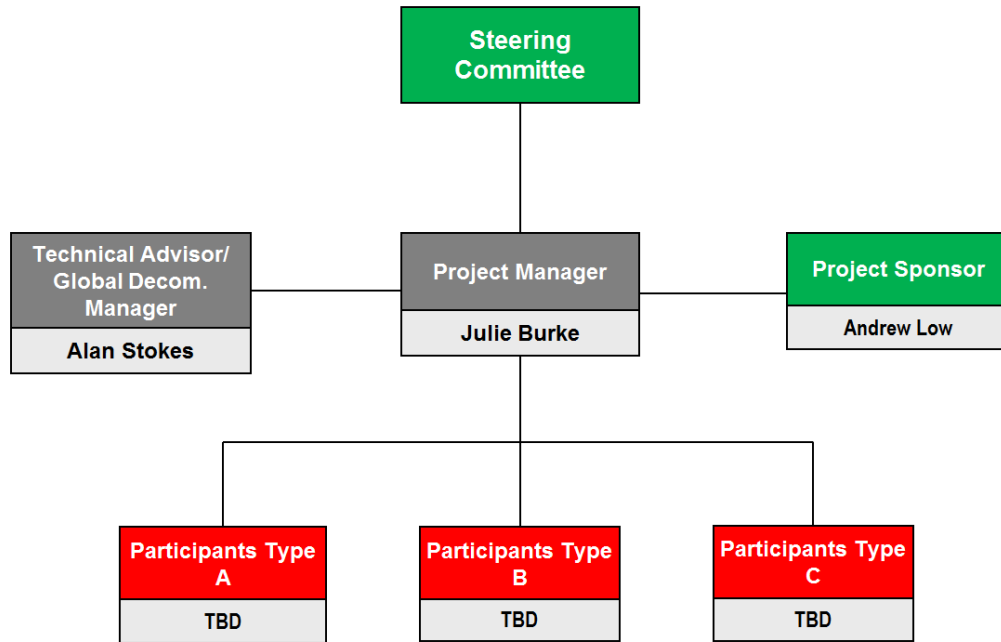 Steering
Committee
Technical Advisor/
Global Decom.
Manager
Alan Stokes
Project Manager
Julie Burke
Project Sponsor
Andrew Low
Participants Type
A
TBD
Participants Type
B
TBD
Participants Type
C
TBD